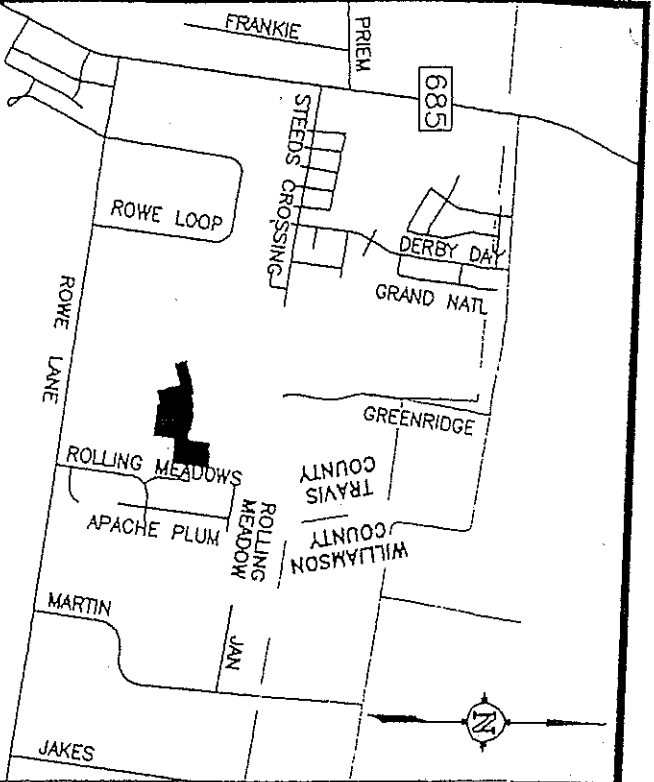 FRANKIE
PRIEM
685
STEEDS CROSSING
ROWE LOOP
DERBY DAY
GRAND NATL
ROWE LANE
GREENRIDGE
TRAVIS
COUNTY
WILLIAMSON
COUNTY
ROLLING MEADOWS
ROLLING
MEADOW
APACHE PLUM
MARTIN
JAN
N
JAKES